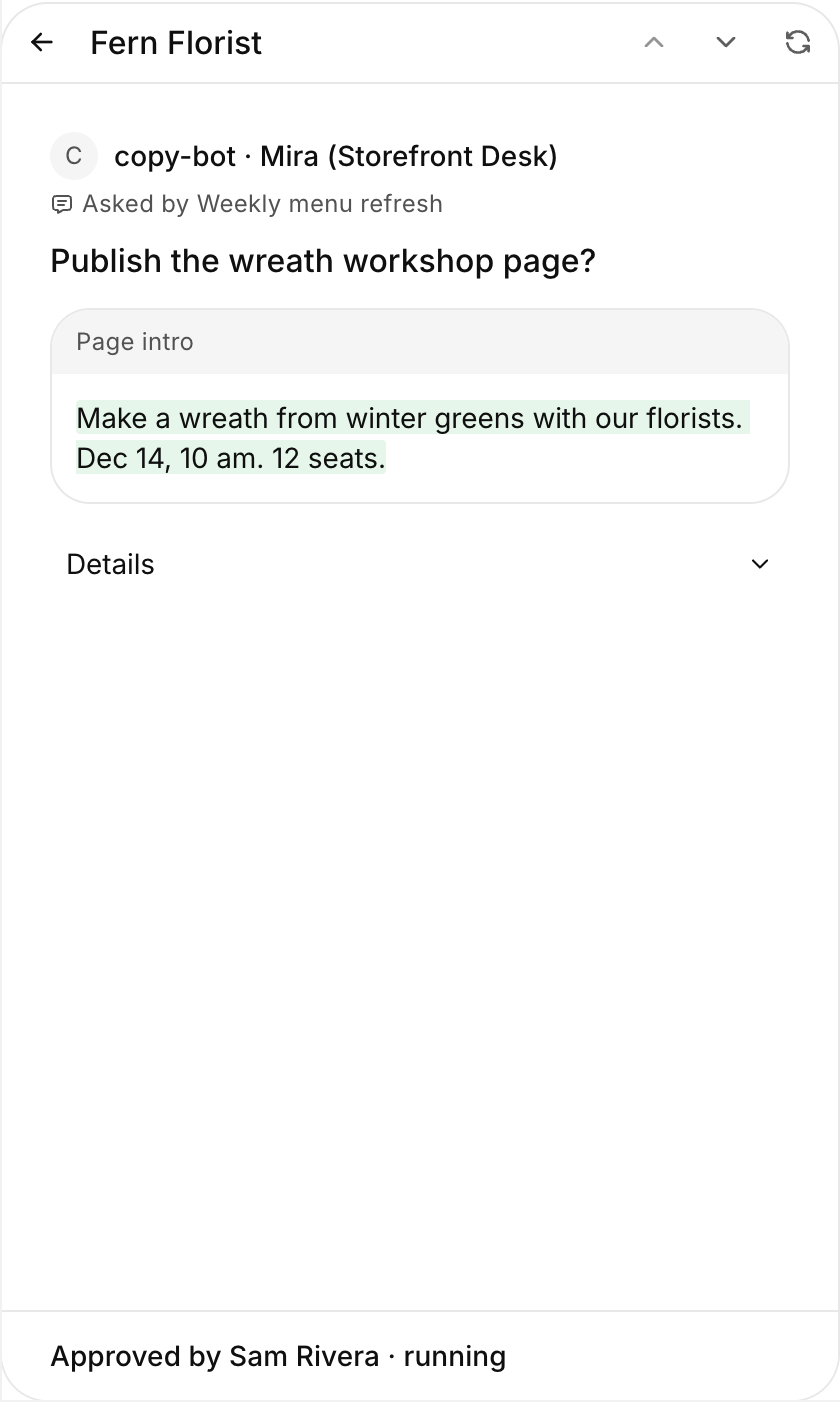 Fern Florist
C
copy-bot · Mira (Storefront Desk)
Asked by Weekly menu refresh
Publish the wreath workshop page?
Page intro
Make a wreath from winter greens with our florists.
Dec 14, 10 am. 12 seats.
Details
Approved by Sam Rivera · running